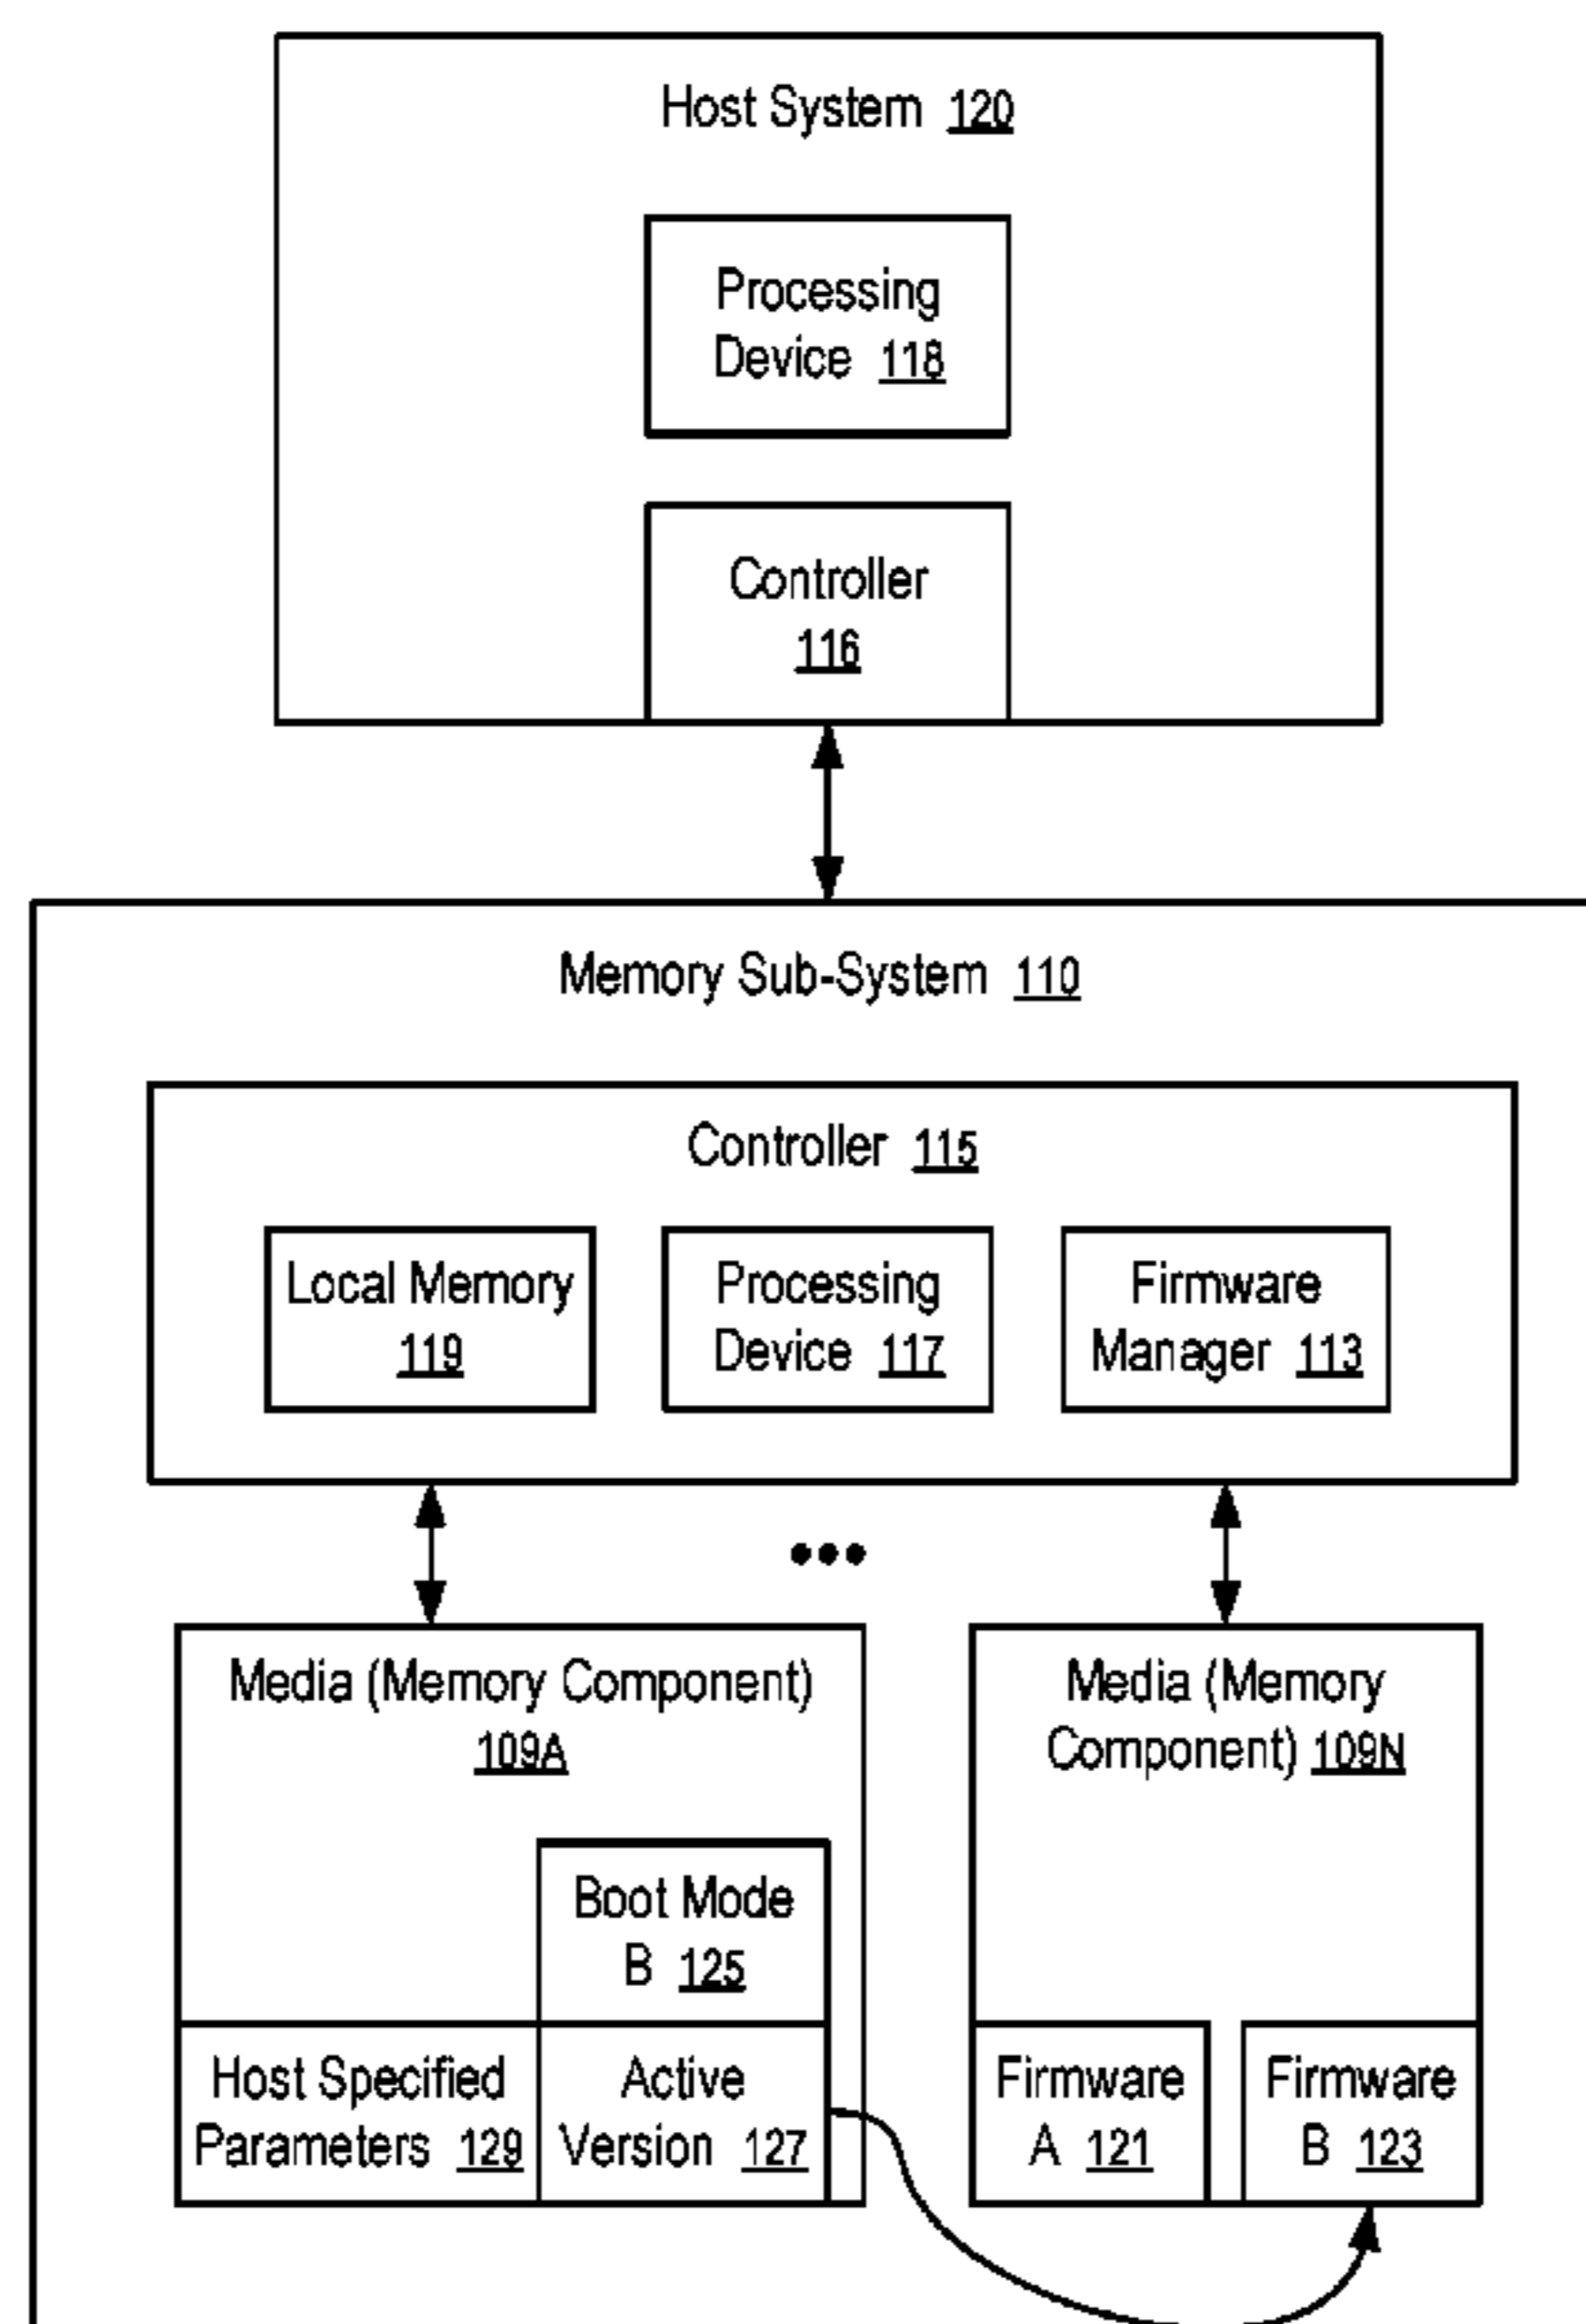 Host System 120
Processing
Device 118
Controller
116
Memory Sub-System 110
Controller 115
Local Memory
119
Processing
Device 117
Firmware
Manager 113
Media (Memory Component)
109A
Boot Mode
B 125
Host Specified
Parameters 129
Active
Version 127
Media (Memory
Component) 109N
Firmware
A 121
Firmware
B 123